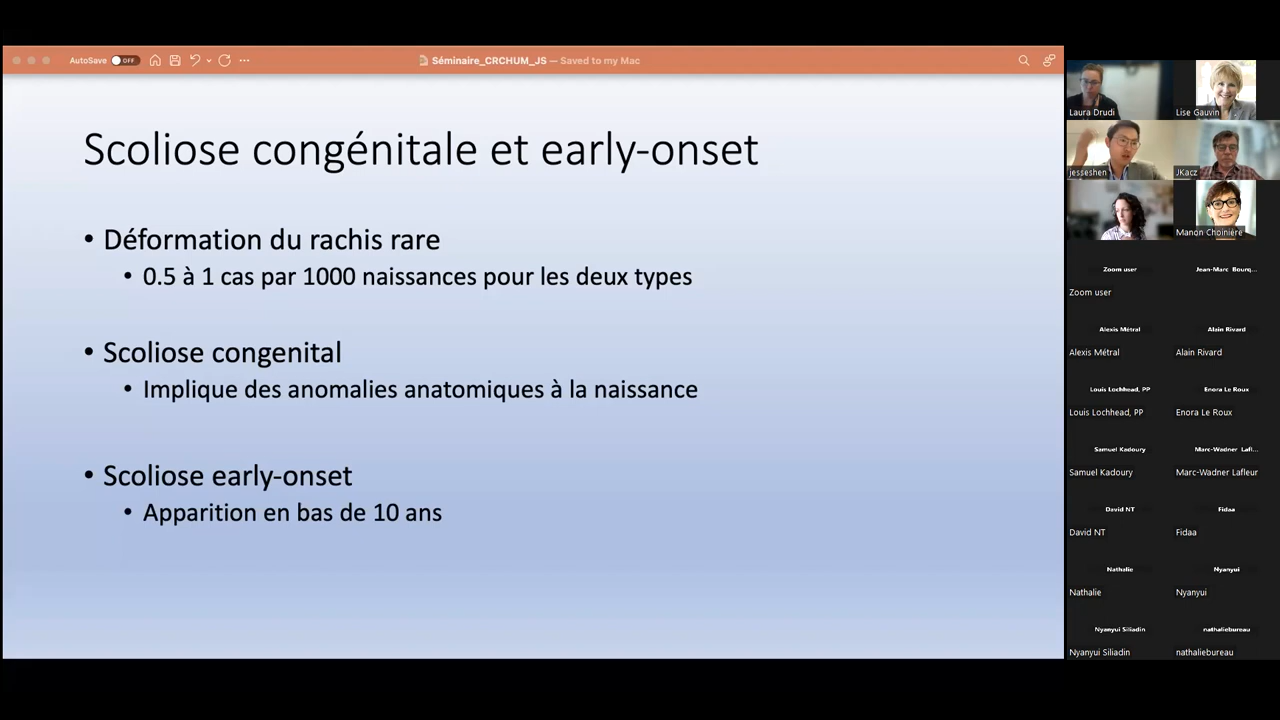 AutoSave OFF
Séminaire_CRCHUM_JS — Saved to my Mac
Scoliose congénitale et early-onset
• Déformation du rachis rare
• 0.5 à 1 cas par 1000 naissances pour les deux types
• Scoliose congenital
• Implique des anomalies anatomiques à la naissance
• Scoliose early-onset
• Apparition en bas de 10 ans
Laura Drudi
Lise Gauvin
jesseshen
JKacz
Manon Choinière
Zoom user
Jean-Marc Bourq...
Zoom user
Alexis Métral
Alain Rivard
Alexis Métral
Alain Rivard
Louis Lochhead, PP
Enora Le Roux
Louis Lochhead, PP
Enora Le Roux
Samuel Kadoury
Marc-Wadner Lafl...
Samuel Kadoury
Marc-Wadner Lafleur
David NT
Fidaa
David NT
Fidaa
Nathalie
Nyanyui
Nathalie
Nyanyui
Nyanyui Siliadin
nathaliebureau
Nyanyui Siliadin
nathaliebureau